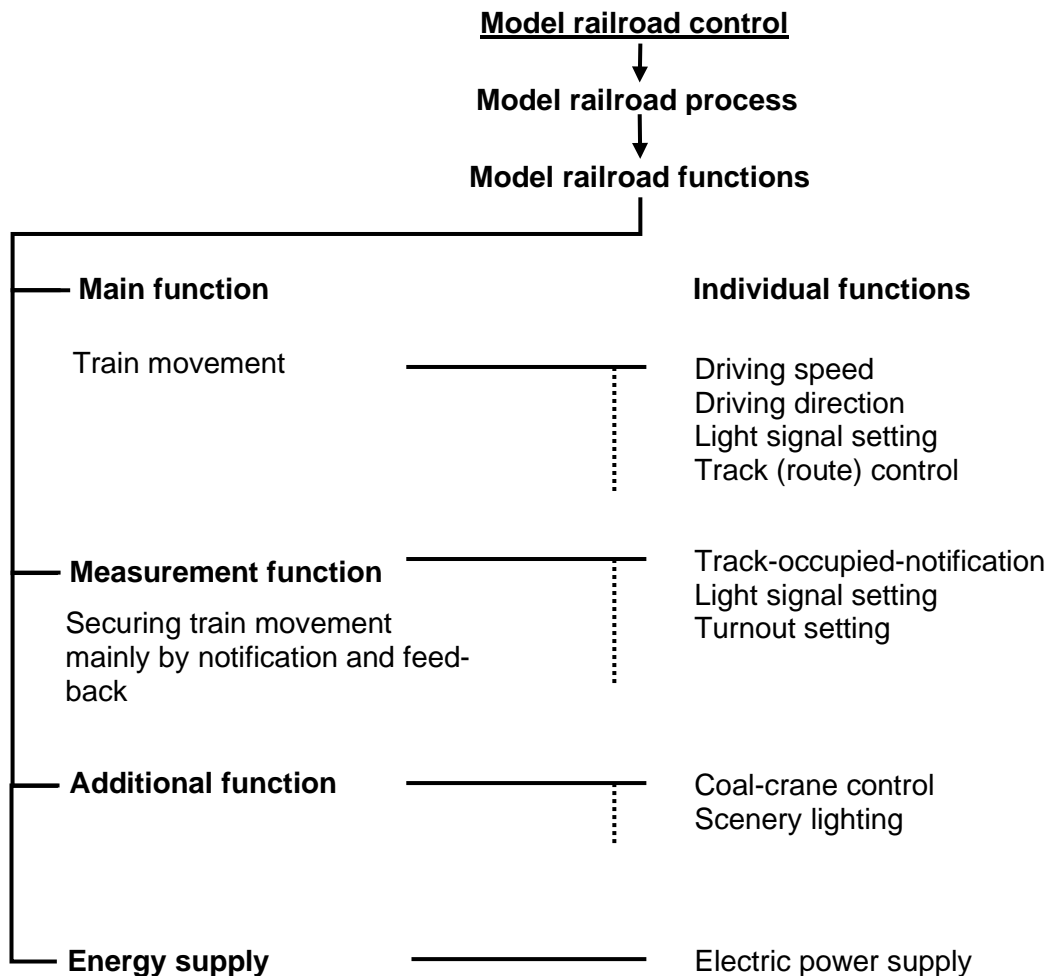 Model railroad control
Model railroad process
Model railroad functions
Main function
Individual functions
Train movement
Driving speed
Driving direction
Light signal setting
Track (route) control
Measurement function
Securing train movement
mainly by notification and feed-
back
Track-occupied-notification
Light signal setting
Turnout setting
Additional function
Coal-crane control
Scenery lighting
Energy supply
Electric power supply